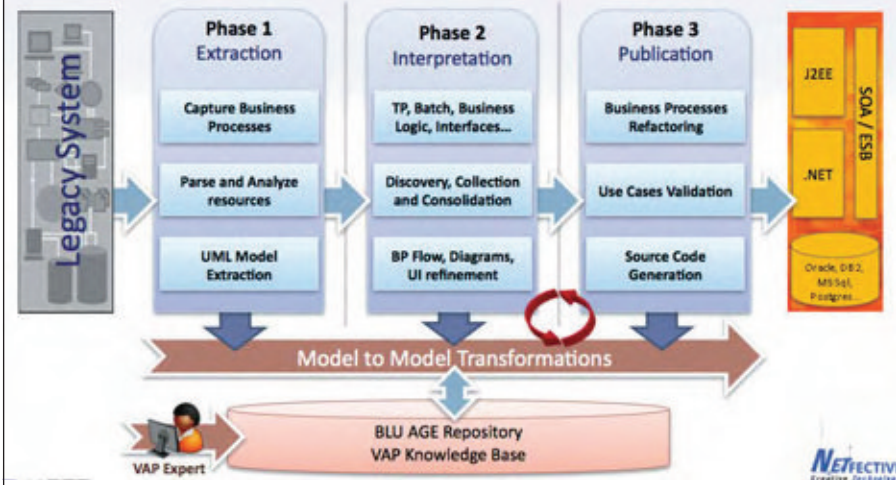 Legacy System
Phase 1
Extraction
Capture Business
Processes
Parse and Analyze
resources
UML Model
Extraction
Phase 2
Interpretation
TP, Batch, Business
Logic, Interfaces...
Discovery, Collection
and Consolidation
BP Flow, Diagrams,
UI refinement
Phase 3
Publication
Business Processes
Refactoring
Use Cases Validation
Source Code
Generation
J2EE
.NET
SOA / ESB
Oracle, DB2,
MSSql,
Postgres...
Model to Model Transformations
VAP Expert
BLU AGE Repository
VAP Knowledge Base
NETFECTIVE
Creative Technology